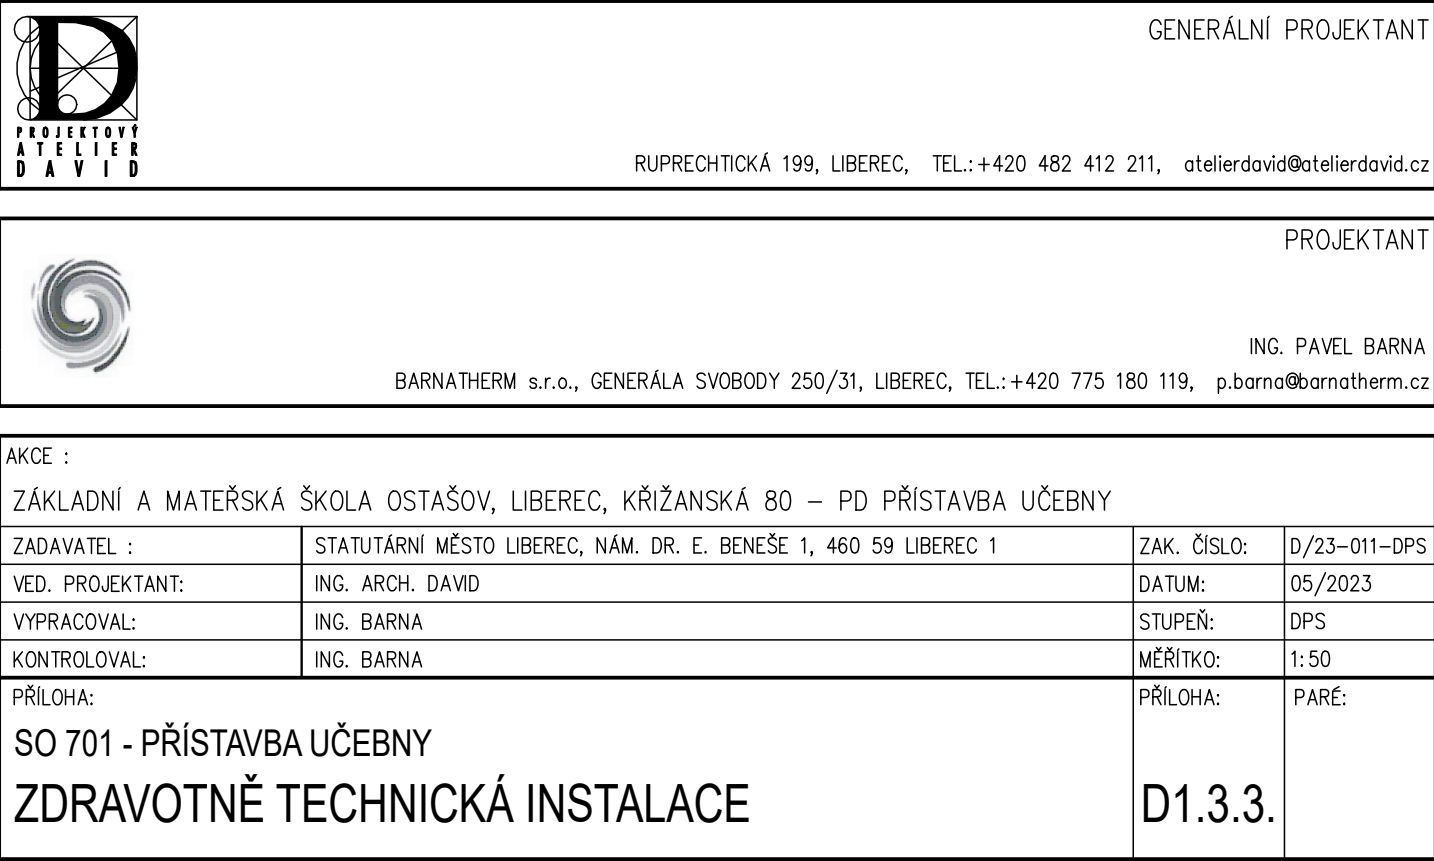 GENERÁLNÍ PROJEKTANT
PROJEKTOVÝ
ATELIER
DAVID
RUPRECHTICKÁ 199, LIBEREC, TEL.:+420 482 412 211, atelierdavid@atelierdavid.cz
PROJEKTANT
ING. PAVEL BARNA
BARNATHERM s.r.o., GENERÁLA SVOBODY 250/31, LIBEREC, TEL.:+420 775 180 119, p.barna@barnatherm.cz
AKCE :
ZÁKLADNÍ A MATEŘSKÁ ŠKOLA OSTAŠOV, LIBEREC, KŘIŽANSKÁ 80 – PD PŘÍSTAVBA UČEBNY
ZADAVATEL : STATUTÁRNÍ MĚSTO LIBEREC, NÁM. DR. E. BENEŠE 1, 460 59 LIBEREC 1 ZAK. ČÍSLO: D/23-011-DPS
VED. PROJEKTANT: ING. ARCH. DAVID DATUM: 05/2023
VYPRACOVAL: ING. BARNA STUPEŇ: DPS
KONTROLOVAL: ING. BARNA MĚŘÍTKO: 1:50
PŘÍLOHA: PŘÍLOHA: PARÉ:
SO 701 - PŘÍSTAVBA UČEBNY
ZDRAVOTNĚ TECHNICKÁ INSTALACE D1.3.3.